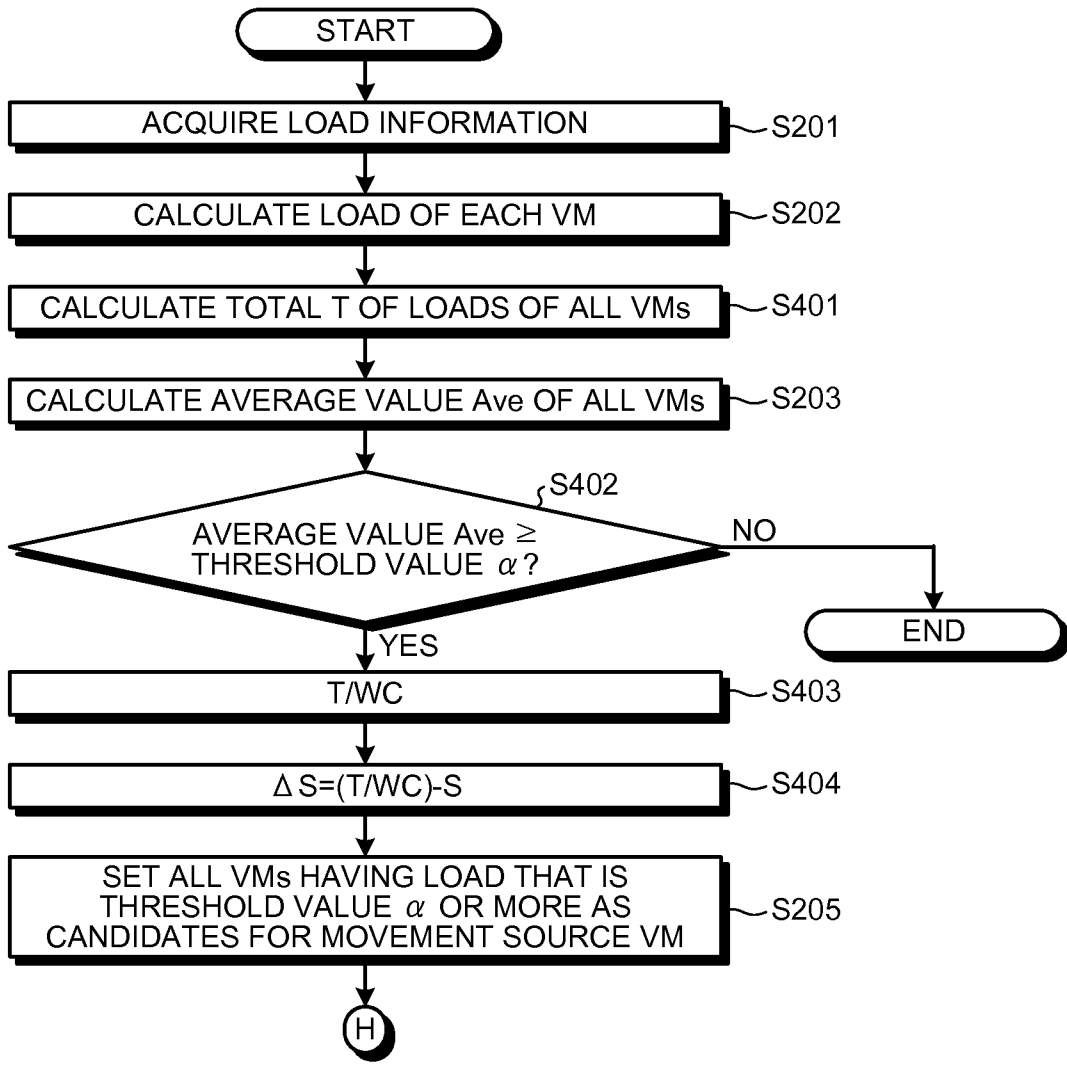 START
ACQUIRE LOAD INFORMATION
S201
CALCULATE LOAD OF EACH VM
S202
CALCULATE TOTAL T OF LOADS OF ALL VMs
S401
CALCULATE AVERAGE VALUE Ave OF ALL VMs
S203
S402
AVERAGE VALUE Ave ≥
THRESHOLD VALUE α?
NO
END
YES
T/WC
S403
ΔS=(T/WC)-S
S404
SET ALL VMs HAVING LOAD THAT IS
THRESHOLD VALUE α OR MORE AS
CANDIDATES FOR MOVEMENT SOURCE VM
S205
H